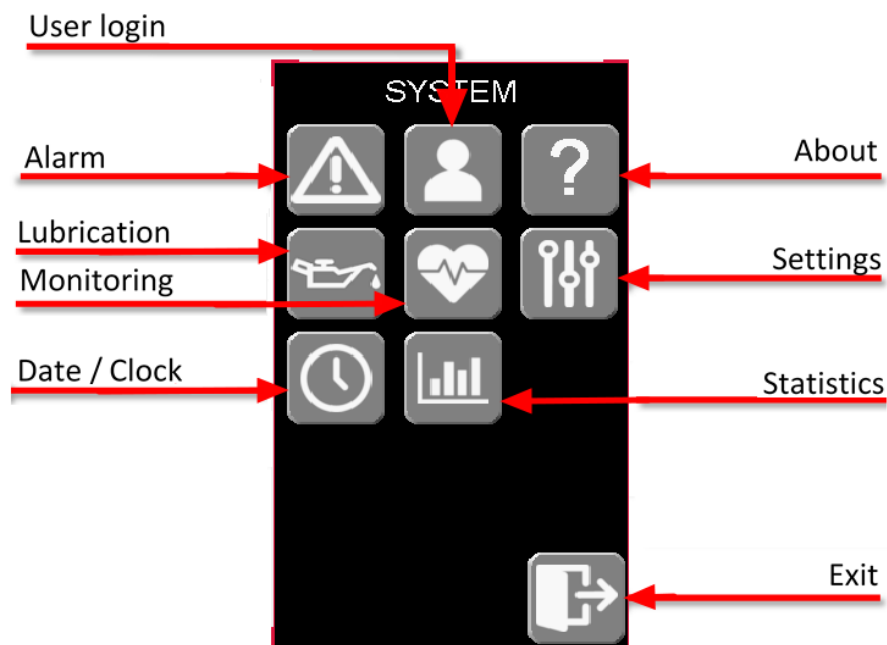 User login
SYSTEM
Alarm
About
Lubrication
Settings
Monitoring
Date / Clock
Statistics
Exit